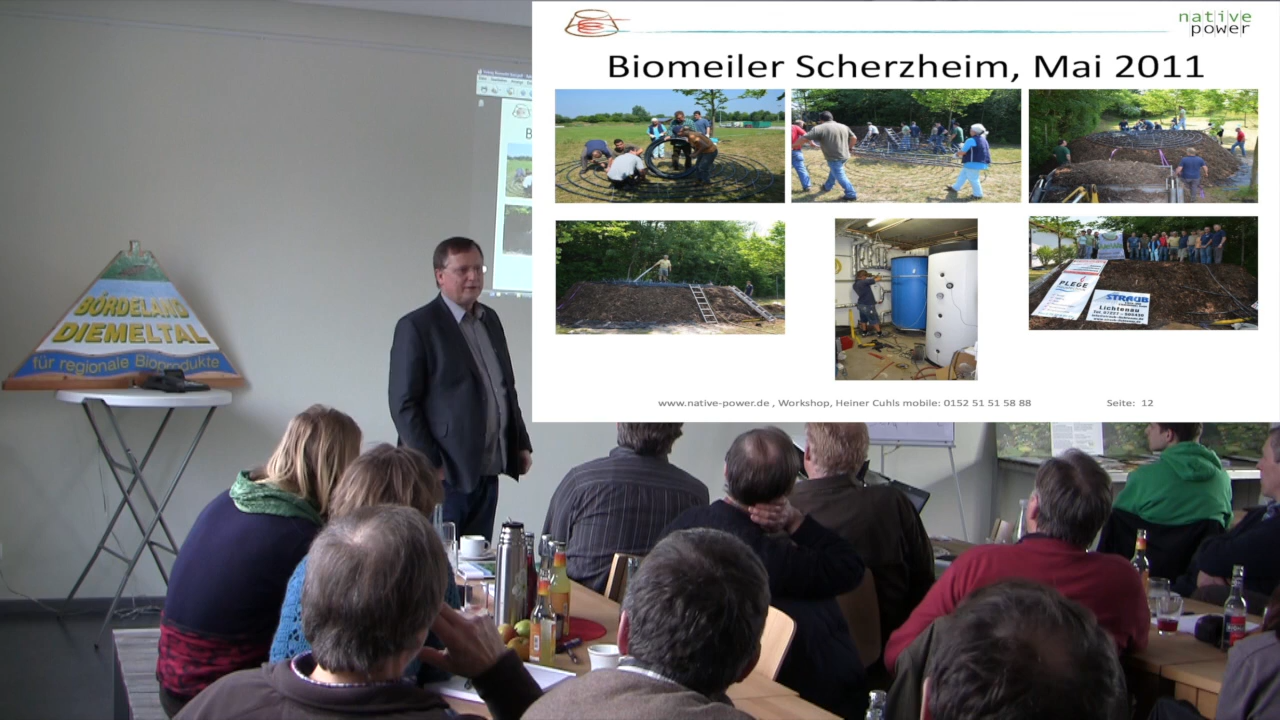 native
power
Biomeiler Scherzheim, Mai 2011
BÖRDELAND
DIEMELTAL
für regionale Bioprodukte
PLEGE
STRAUB
Lichtenau
www.native-power.de , Workshop, Heiner Cuhls mobile: 0152 51 51 58 88
Seite: 12